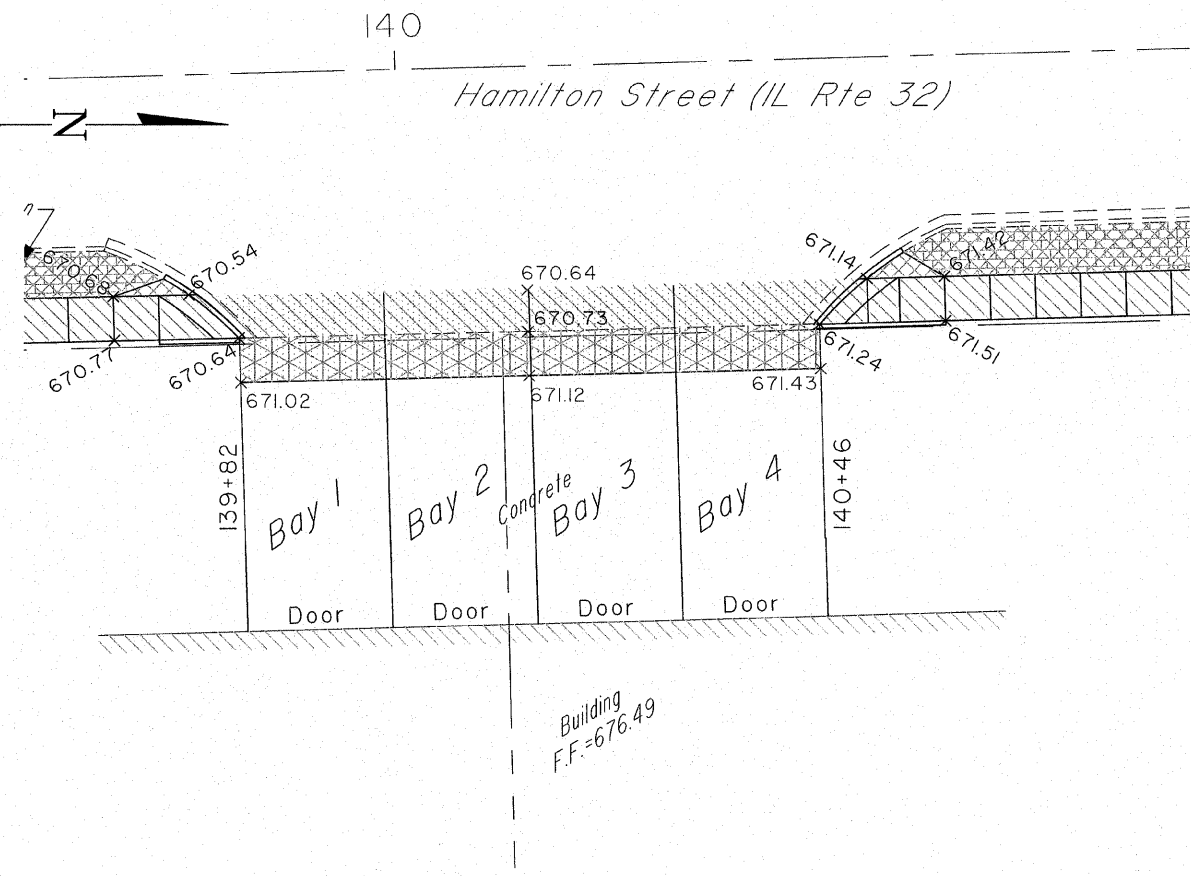 140
Hamilton Street (IL Rte 32)
N
670.68
670.54
670.64
671.14
671.42
670.73
670.77
670.64
671.24
671.51
671.02
671.12
671.43
139+82
Bay 1
Bay 2
Concrete
Bay 3
Bay 4
140+46
Door
Door
Door
Door
Building
F.F.=676.49